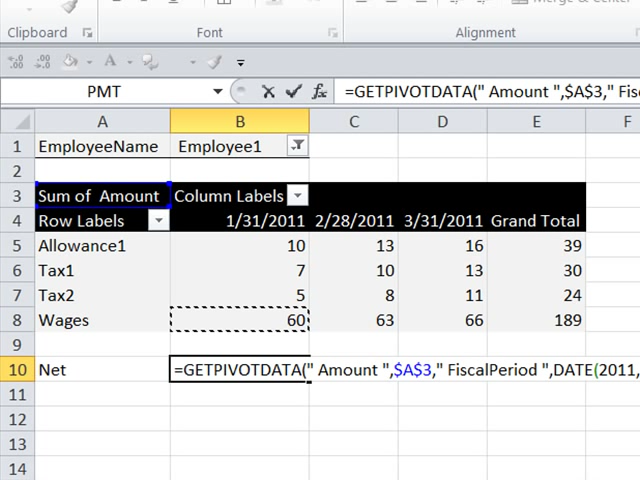 Merge & Center
Clipboard Font Alignment
PMT =GETPIVOTDATA(" Amount ",$A$3," Fisc
A B C D E F
1 EmployeeName Employee1
2
3 Sum of Amount Column Labels
4 Row Labels 1/31/2011 2/28/2011 3/31/2011 Grand Total
5 Allowance1 10 13 16 39
6 Tax1 7 10 13 30
7 Tax2 5 8 11 24
8 Wages 60 63 66 189
9
10 Net =GETPIVOTDATA(" Amount ",$A$3," FiscalPeriod ",DATE(2011,
11
12
13
14